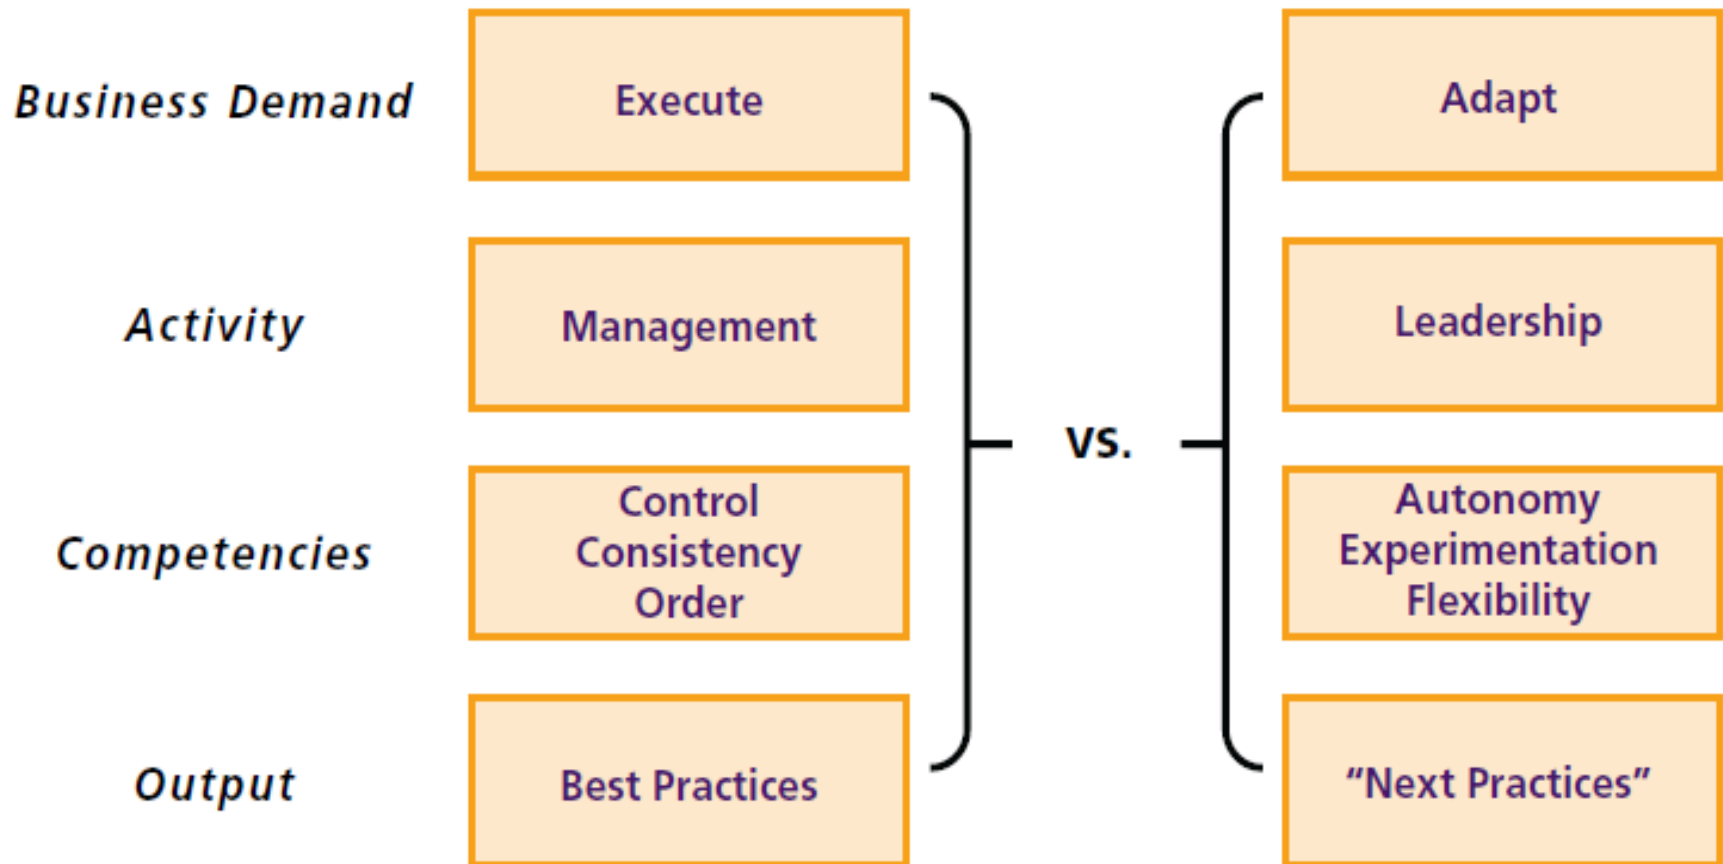 Business Demand
Execute
Adapt
Activity
Management
Leadership
VS.
Competencies
Control
Consistency
Order
Autonomy
Experimentation
Flexibility
Output
Best Practices
“Next Practices”